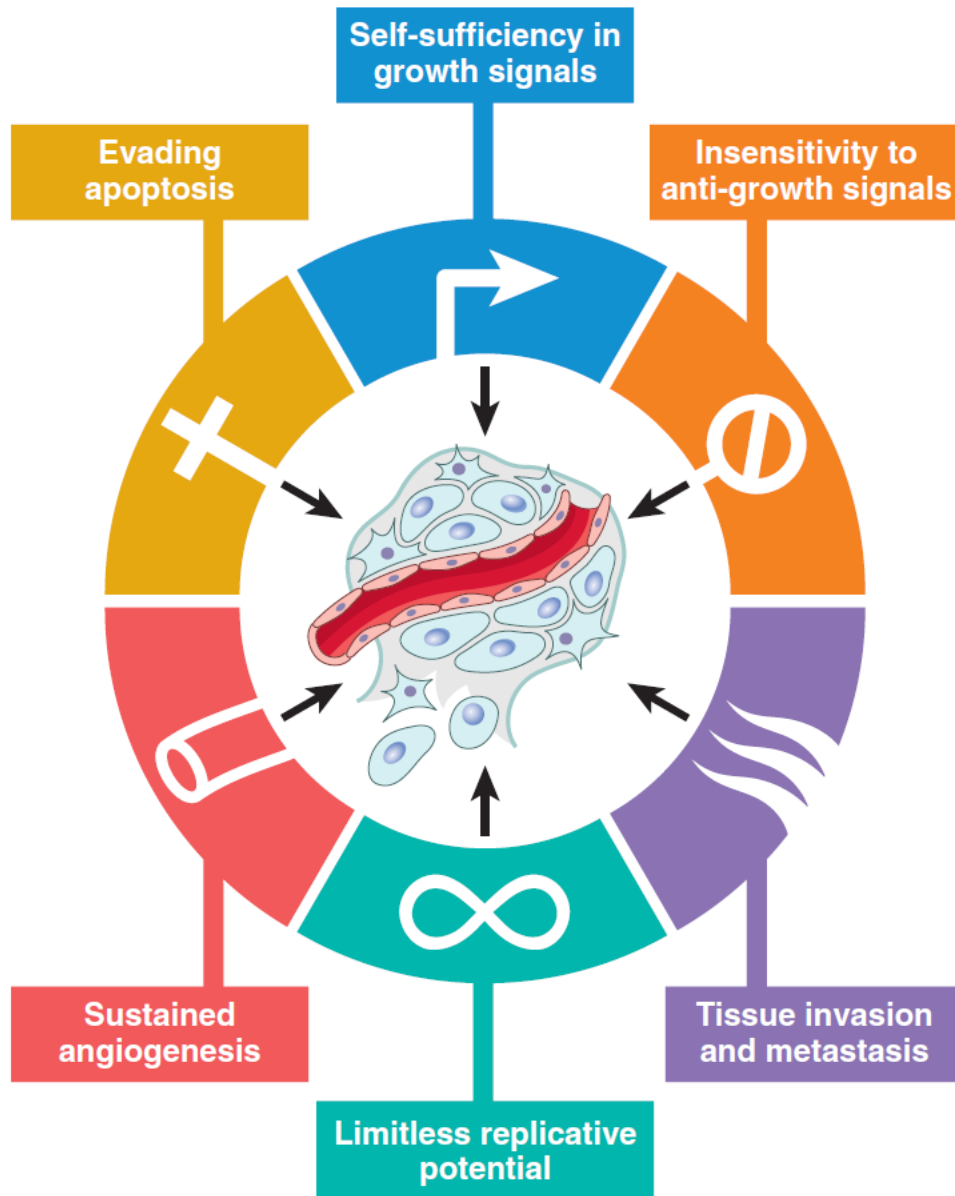 Self-sufficiency in
growth signals
Evading
apoptosis
Insensitivity to
anti-growth signals
Sustained
angiogenesis
Tissue invasion
and metastasis
Limitless replicative
potential